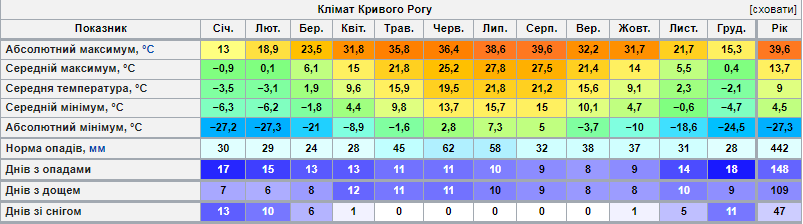 Клімат Кривого Рогу [сховати]
Показник Січ. Лют. Бер. Квіт. Трав. Черв. Лип. Серп. Вер. Жовт. Лист. Груд. Рік
Абсолютний максимум, °C 13 18,9 23,5 31,8 35,8 36,4 38,6 39,6 32,2 31,7 21,7 15,3 39,6
Середній максимум, °C −0,9 0,1 6,1 15 21,8 25,2 27,8 27,5 21,4 14 5,5 0,4 13,7
Середня температура, °C −3,5 −3,1 1,9 9,6 15,9 19,5 21,8 21,2 15,6 9,1 2,3 −2,1 9
Середній мінімум, °C −6,3 −6,2 −1,8 4,4 9,8 13,7 15,7 15 10,1 4,7 −0,6 −4,7 4,5
Абсолютний мінімум, °C −27,2 −27,3 −21 −8,9 −1,6 2,8 7,3 5 −3,7 −10 −18,6 −24,5 −27,3
Норма опадів, мм 30 29 24 28 45 62 58 32 38 37 31 28 442
Днів з опадами 17 15 13 13 11 11 10 9 8 9 14 18 148
Днів з дощем 7 6 8 12 11 11 10 9 8 8 10 9 109
Днів зі снігом 13 10 6 1 0 0 0 0 0 1 5 11 47